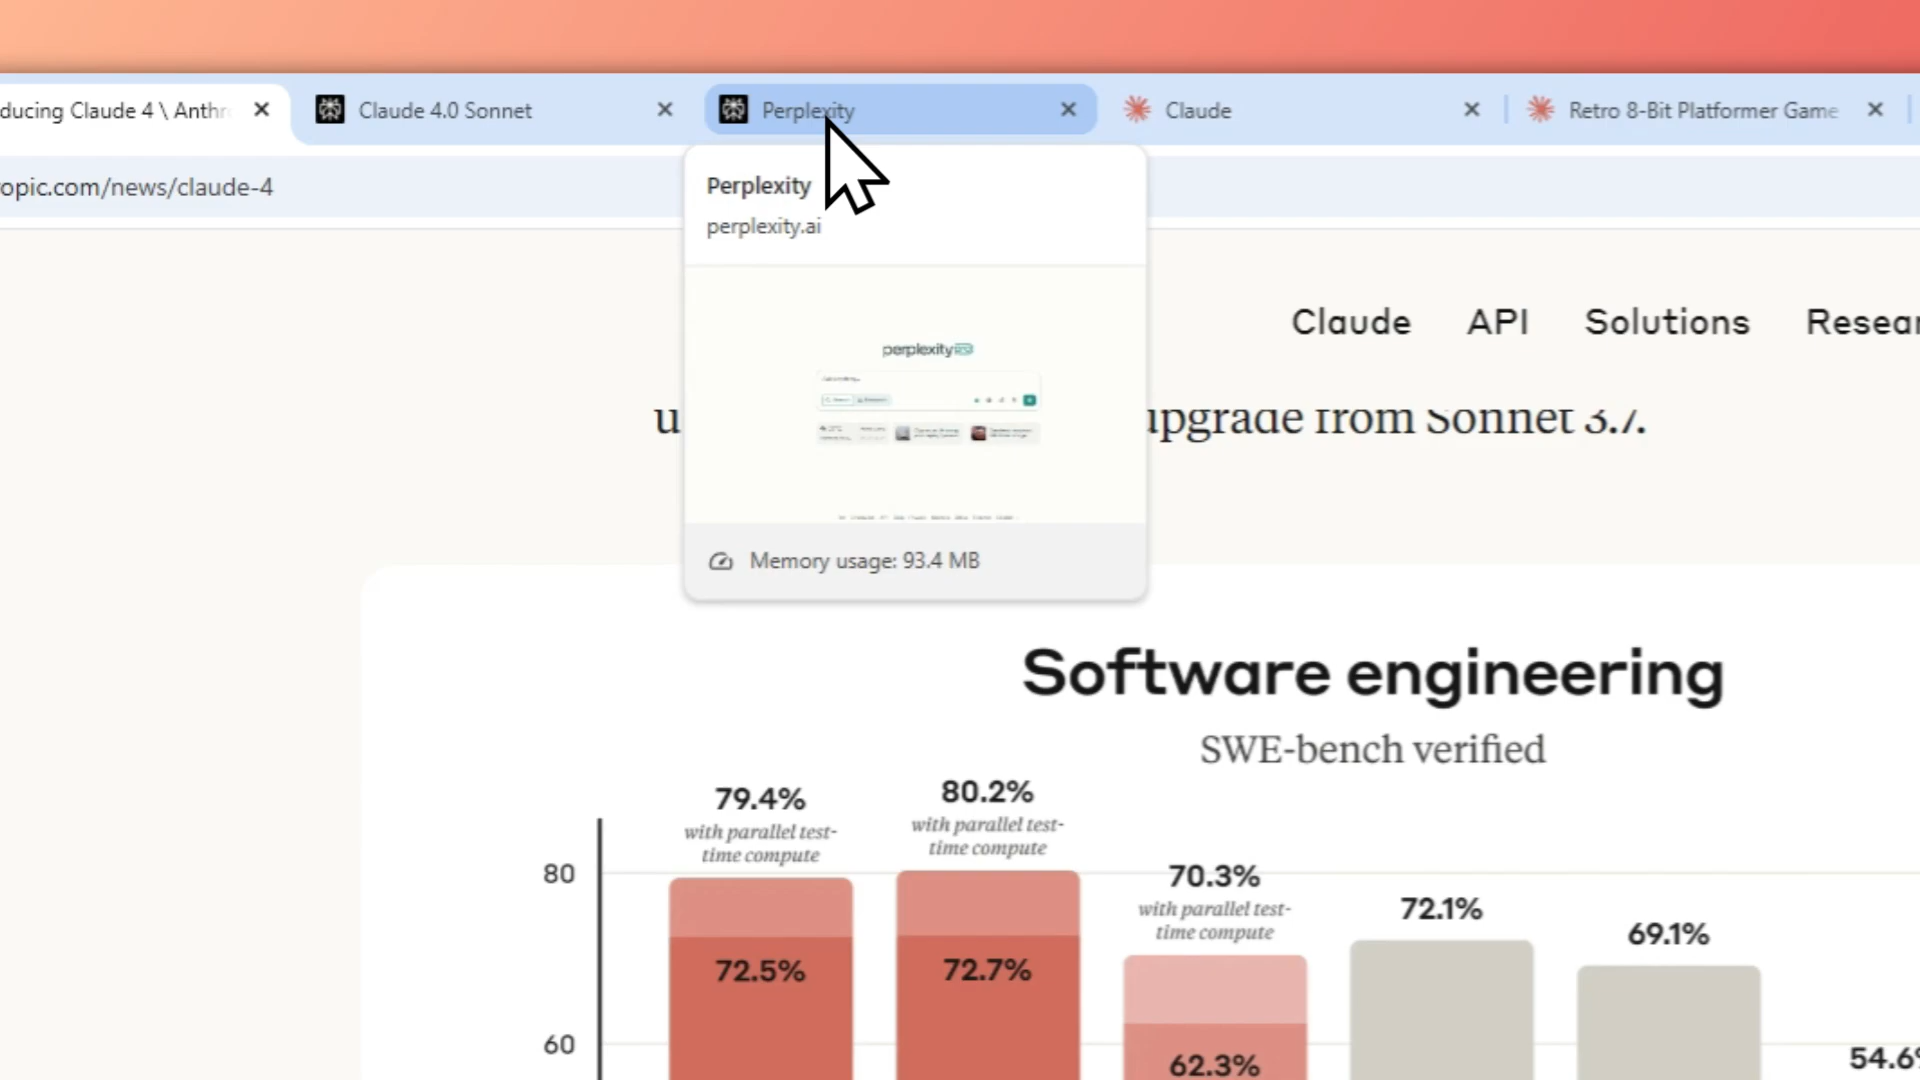 ducing Claude 4 \ Anthr
Claude 4.0 Sonnet
Perplexity
Claude
Retro 8-Bit Platformer Game
opic.com/news/claude-4
Perplexity
perplexity.ai
perplexity
Memory usage: 93.4 MB
Claude API Solutions Resear
upgrade from Sonnet 3.7.
Software engineering
SWE-bench verified
79.4%
with parallel test-
time compute
80.2%
with parallel test-
time compute
70.3%
with parallel test-
time compute
72.1%
69.1%
54.6%
80
72.5%
72.7%
62.3%
60